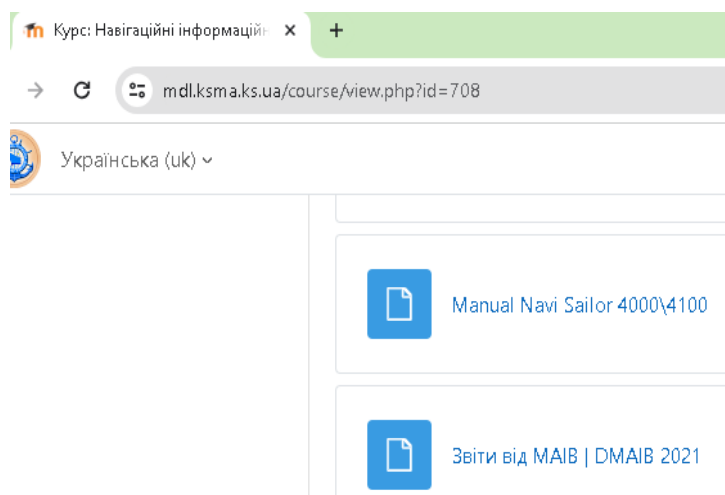 Курс: Навігаційні інформаційн
mdl.ksma.ks.ua/course/view.php?id=708
Українська (uk)
Manual Navi Sailor 4000\4100
Звіти від MAIB | DMAIB 2021